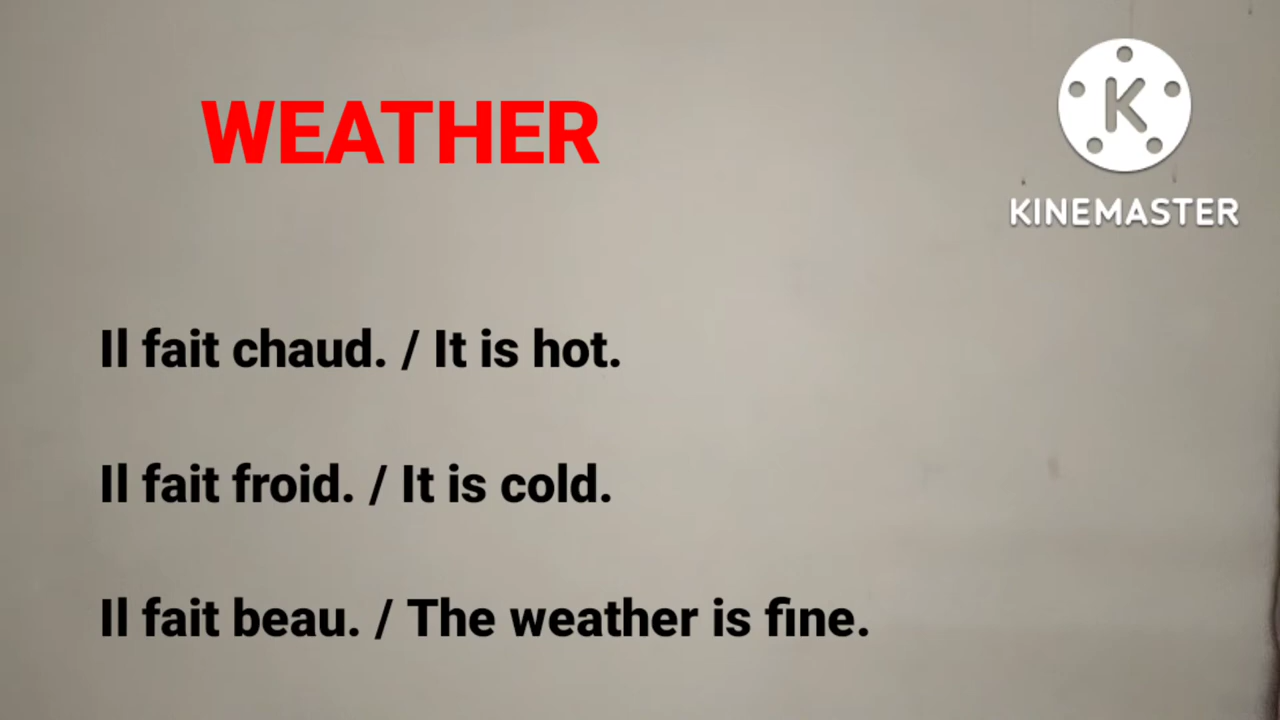 WEATHER
K
KINEMASTER
Il fait chaud. / It is hot.
Il fait froid. / It is cold.
Il fait beau. / The weather is fine.